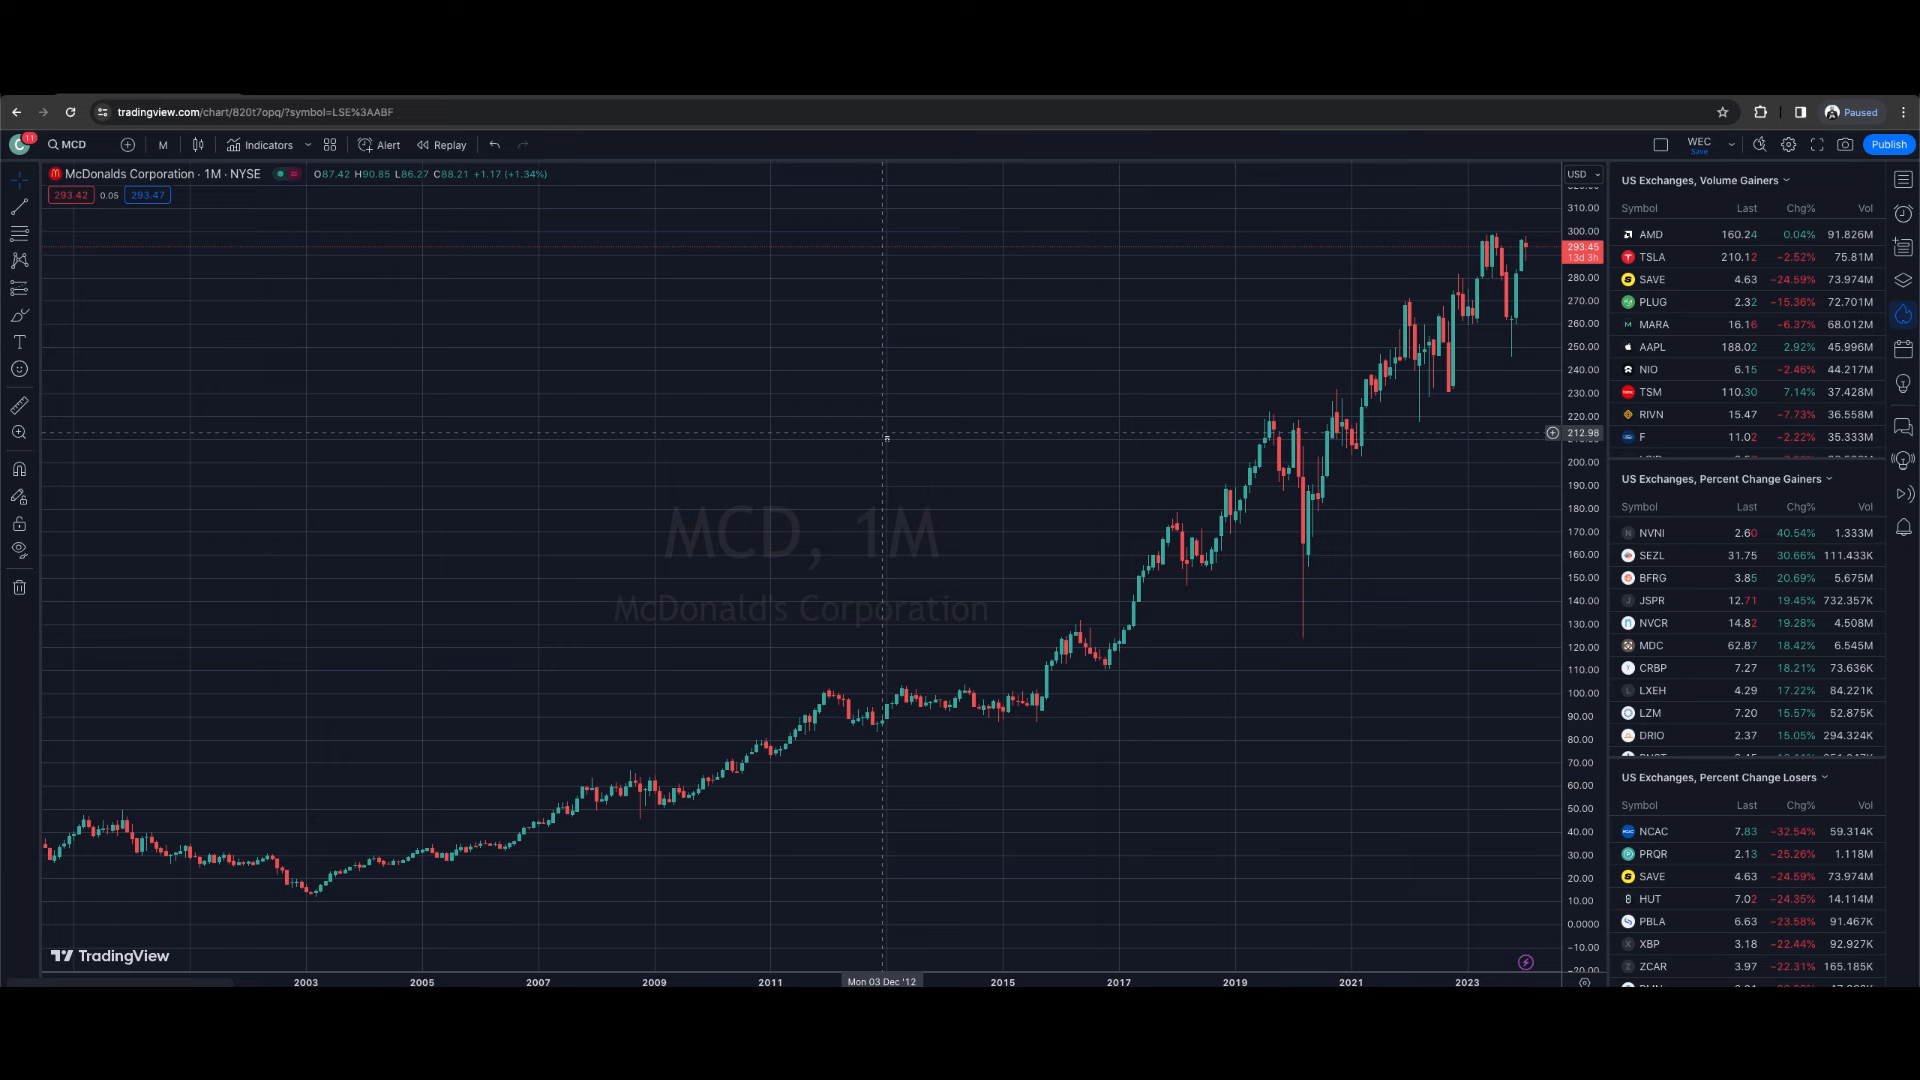 tradingview.com/chart/820t7opq/?symbol=LSE%3AABF
Paused
C 11 MCD M Indicators Alert Replay WEC Save Publish
McDonalds Corporation · 1M · NYSE O87.42 H90.85 L86.27 C88.21 +1.17 (+1.34%)
293.42 0.05 293.47
MCD, 1M
McDonald's Corporation
TradingView
USD
310.00
300.00
293.45
13d 3h
280.00
270.00
260.00
250.00
240.00
230.00
220.00
212.98
200.00
190.00
180.00
170.00
160.00
150.00
140.00
130.00
120.00
110.00
100.00
90.00
80.00
70.00
60.00
50.00
40.00
30.00
20.00
10.00
0.0000
−10.00
−20.00
2003 2005 2007 2009 2011 Mon 03 Dec '12 2015 2017 2019 2021 2023
US Exchanges, Volume Gainers
Symbol Last Chg% Vol
AMD 160.24 0.04% 91.826M
TSLA 210.12 −2.52% 75.81M
SAVE 4.63 −24.59% 73.974M
PLUG 2.32 −15.36% 72.701M
MARA 16.16 −6.37% 68.012M
AAPL 188.02 2.92% 45.996M
NIO 6.15 −2.46% 44.217M
TSM 110.30 7.14% 37.428M
RIVN 15.47 −7.73% 36.558M
F 11.02 −2.22% 35.333M
US Exchanges, Percent Change Gainers
Symbol Last Chg% Vol
NVNI 2.60 40.54% 1.333M
SEZL 31.75 30.66% 111.433K
BFRG 3.85 20.69% 5.675M
JSPR 12.71 19.45% 732.357K
NVCR 14.82 19.28% 4.508M
MDC 62.87 18.42% 6.545M
CRBP 7.27 18.21% 73.636K
LXEH 4.29 17.22% 84.221K
LZM 7.20 15.57% 52.875K
DRIO 2.37 15.05% 294.324K
US Exchanges, Percent Change Losers
Symbol Last Chg% Vol
NCAC 7.83 −32.54% 59.314K
PRQR 2.13 −25.26% 1.118M
SAVE 4.63 −24.59% 73.974M
HUT 7.02 −24.35% 14.114M
PBLA 6.63 −23.58% 91.467K
XBP 3.18 −22.44% 92.927K
ZCAR 3.97 −22.31% 165.185K